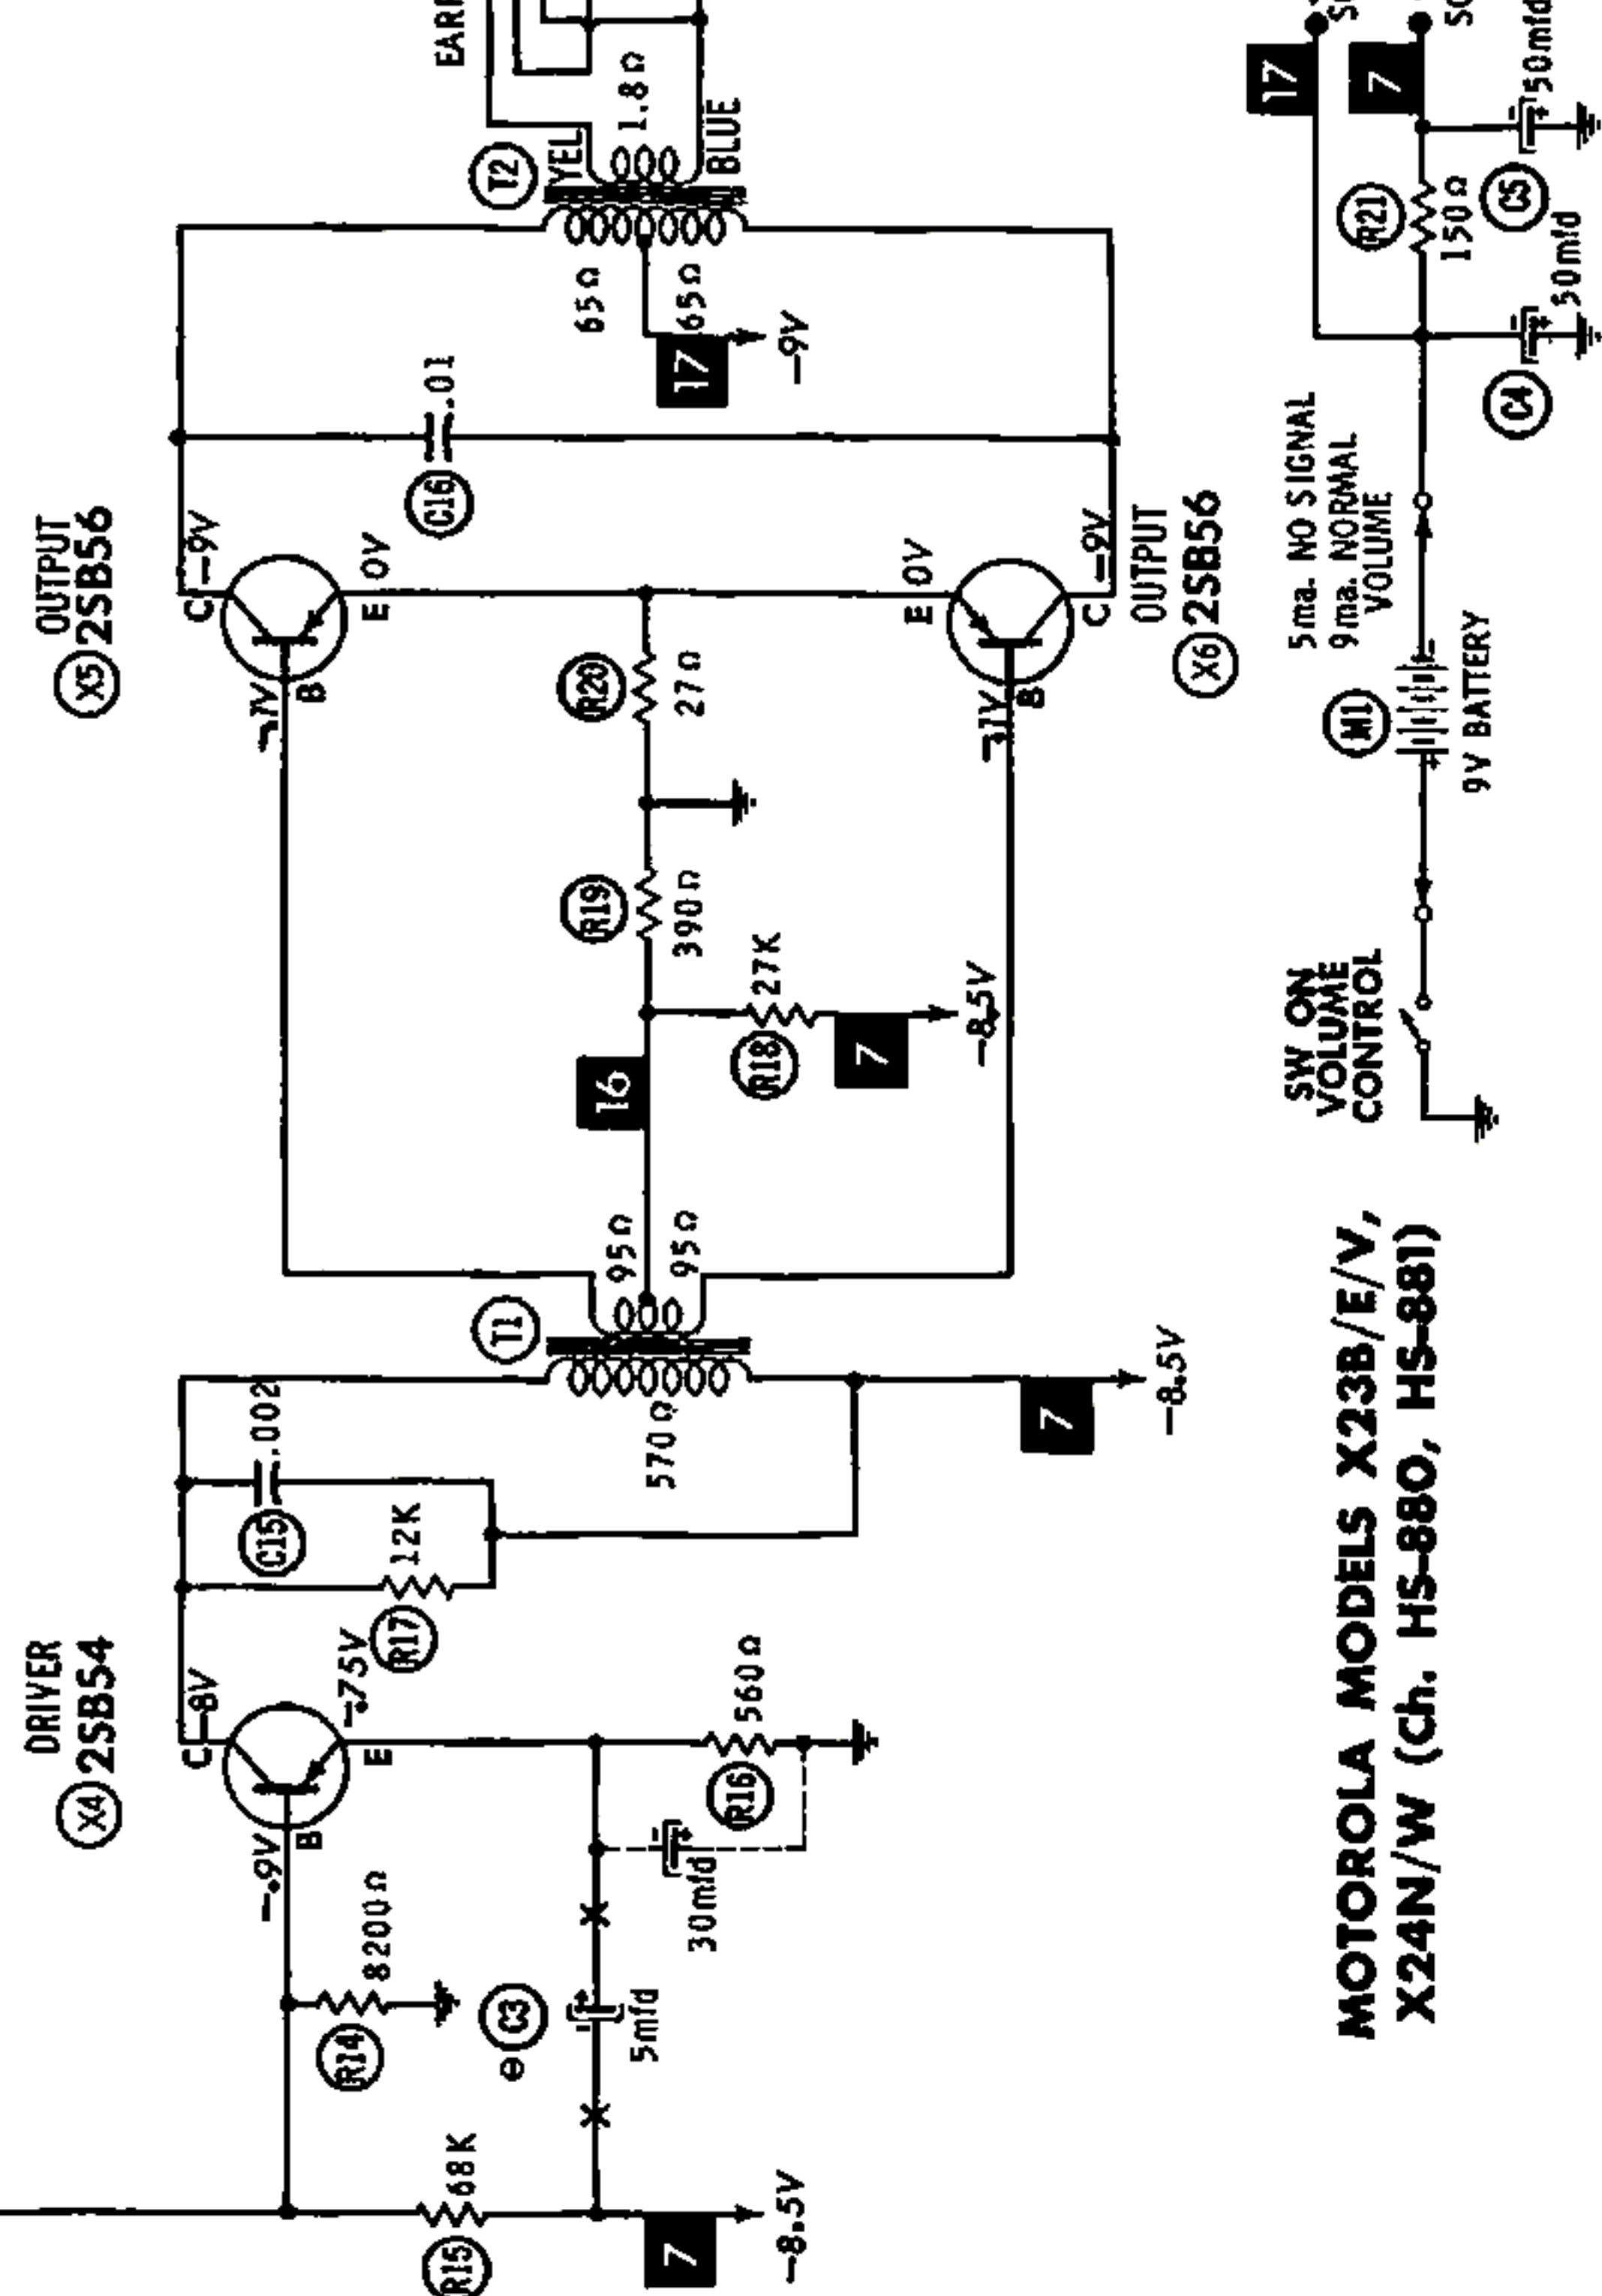 DRIVER
X4 2SB54
C -8V
-.9V
B
E
-.75V
R14
8200Ω
R15
68K
C3
5mfd
30mfd
R16
560Ω
7
-8.5V
C15
.002
R17
12K
T1
570Ω
95Ω
95Ω
7
-8.5V
16
R19
390Ω
R18
27K
7
-8.5V
R20
27Ω
OUTPUT
X5 2SB56
C -9V
B
E 0V
E 0V
B
C -9V
OUTPUT
X6 2SB56
C16
.01
65Ω
65Ω
17
-9V
T2
YEL
1.8Ω
BLUE
MOTOROLA MODELS X23B/E/V,
X24N/W (Ch. HS-880, HS-881)
SW ON
VOLUME
CONTROL
M1
9V BATTERY
5ma. NO SIGNAL
9ma. NORMAL
VOLUME
C4
50mfd
R21
150Ω
C5
50mfd
17
7